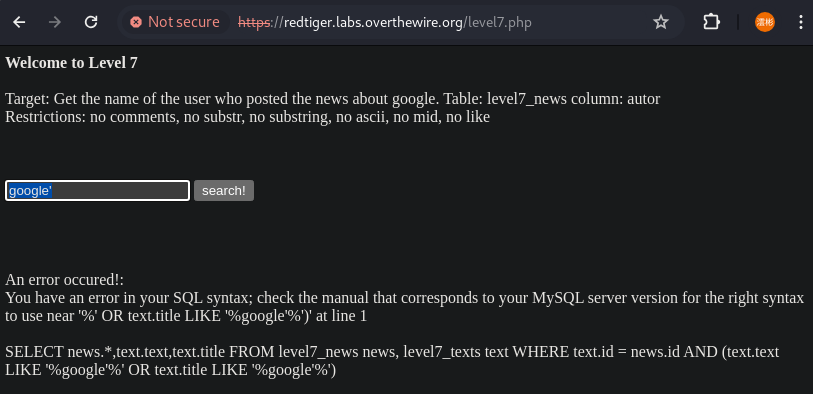 Not secure https://redtiger.labs.overthewire.org/level7.php
Welcome to Level 7
Target: Get the name of the user who posted the news about google. Table: level7_news column: autor
Restrictions: no comments, no substr, no substring, no ascii, no mid, no like
google' search!
An error occured!:
You have an error in your SQL syntax; check the manual that corresponds to your MySQL server version for the right syntax
to use near '%' OR text.title LIKE '%google'%')' at line 1
SELECT news.*,text.text,text.title FROM level7_news news, level7_texts text WHERE text.id = news.id AND (text.text
LIKE '%google'%' OR text.title LIKE '%google'%')